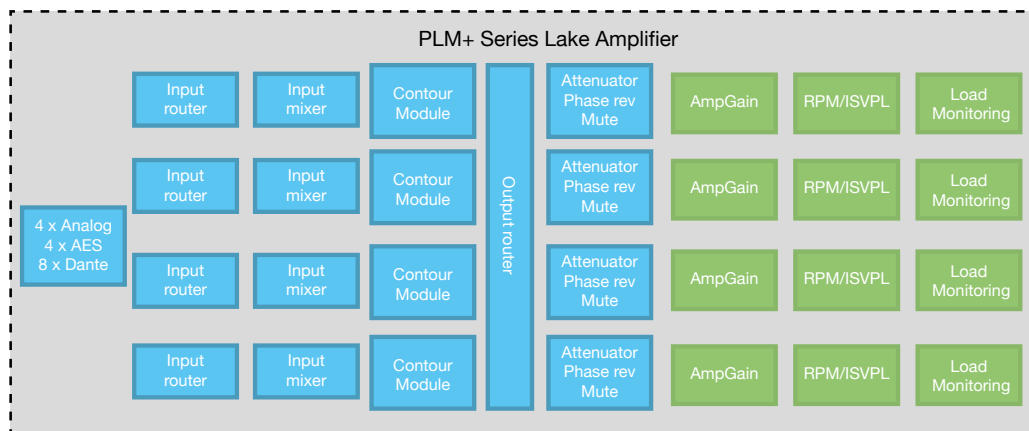 PLM+ Series Lake Amplifier
4 x Analog
4 x AES
8 x Dante
Input
router
Input
mixer
Contour
Module
Output router
Attenuator
Phase rev
Mute
AmpGain
RPM/ISVPL
Load
Monitoring
Input
router
Input
mixer
Contour
Module
Attenuator
Phase rev
Mute
AmpGain
RPM/ISVPL
Load
Monitoring
Input
router
Input
mixer
Contour
Module
Attenuator
Phase rev
Mute
AmpGain
RPM/ISVPL
Load
Monitoring
Input
router
Input
mixer
Contour
Module
Attenuator
Phase rev
Mute
AmpGain
RPM/ISVPL
Load
Monitoring